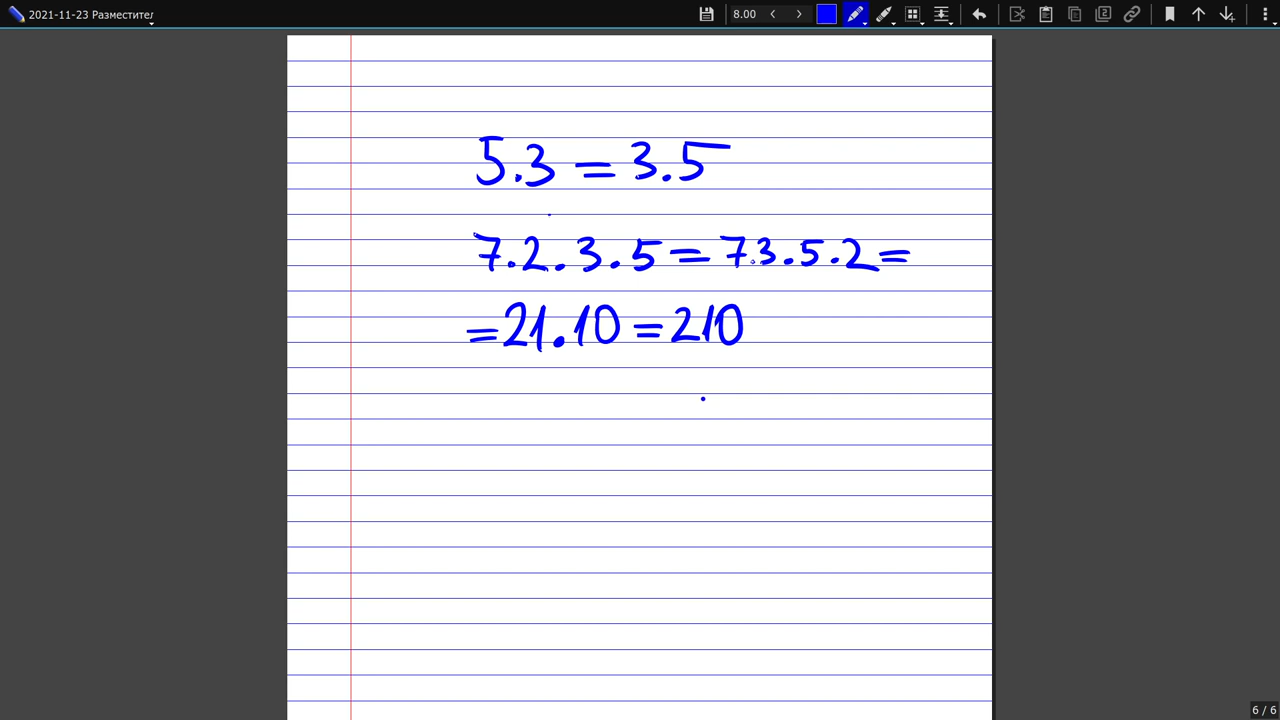 2021-11-23 Разместител
8.00
5.3 = 3.5
7.2.3.5 = 7.3.5.2 =
= 21.10 = 210
6 / 6